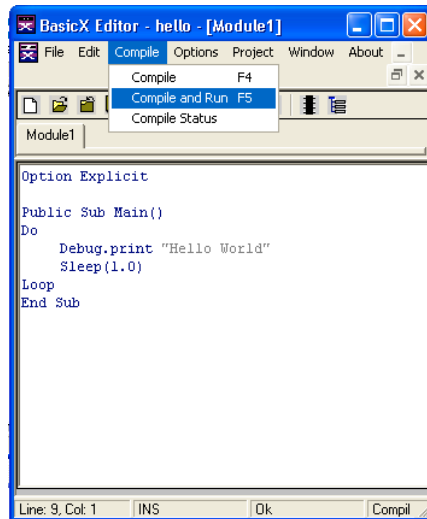 BasicX Editor - hello - [Module1]
File Edit Compile Options Project Window About
Compile F4
Compile and Run F5
Compile Status
Module1
Option Explicit
Public Sub Main()
Do
Debug.print "Hello World"
Sleep(1.0)
Loop
End Sub
Line: 9, Col: 1 INS Ok Compil